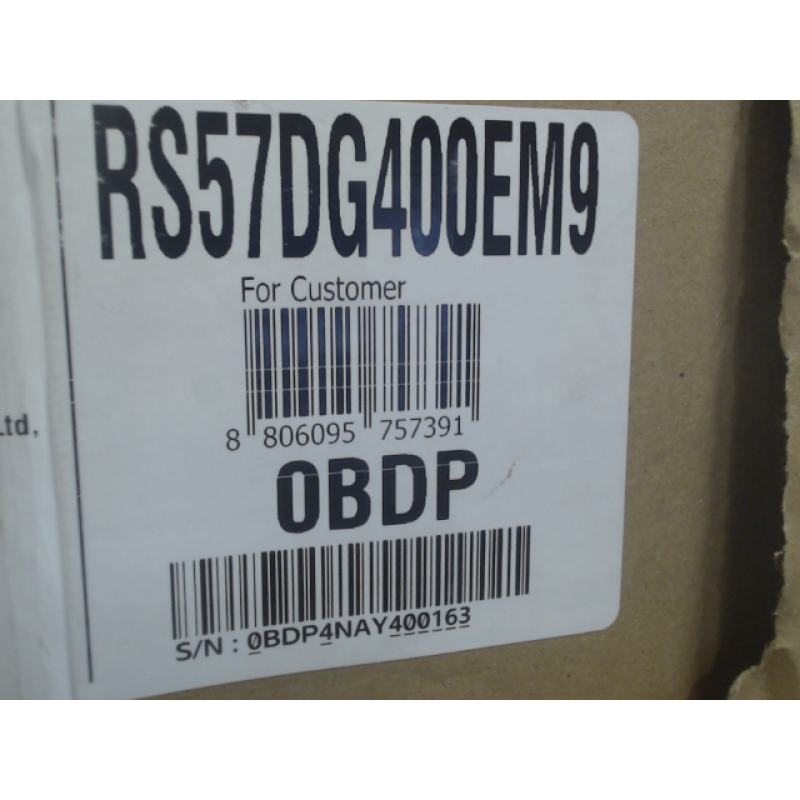 RS57DG400EM9
For Customer
8 806095 757391
0BDP
S/N : 0BDP4NAY400163
Ltd,